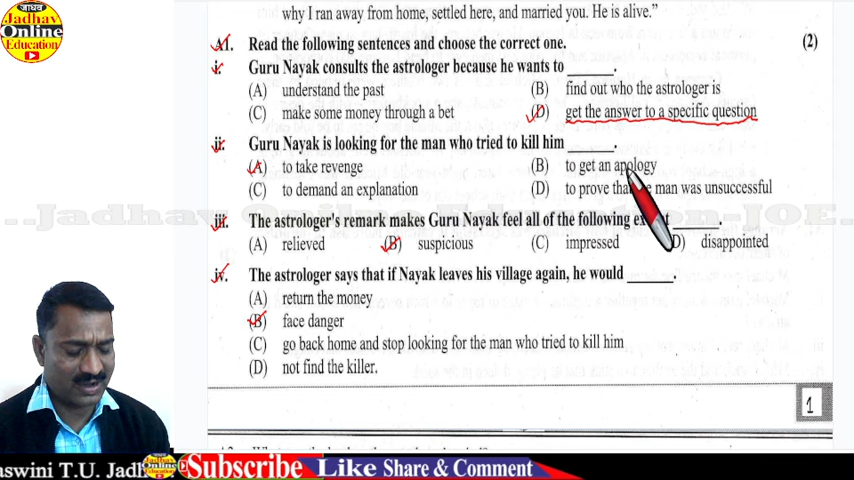 जाधव
Jadhav
Online
Education
why I ran away from home, settled here, and married you. He is alive."
A1. Read the following sentences and choose the correct one. (2)
i. Guru Nayak consults the astrologer because he wants to ______.
(A) understand the past (B) find out who the astrologer is
(C) make some money through a bet (D) get the answer to a specific question
ii. Guru Nayak is looking for the man who tried to kill him ______.
(A) to take revenge (B) to get an apology
(C) to demand an explanation (D) to prove man was unsuccessful
iii. The astrologer's remark makes Guru Nayak feel all of the following ______.
(A) relieved (B) suspicious (C) impressed D) disappointed
iv. The astrologer says that if Nayak leaves his village again, he would ______.
(A) return the money
(B) face danger
(C) go back home and stop looking for the man who tried to kill him
(D) not find the killer.
1
aswini T.U. Jadh
Jadhav
Online
Education
Subscribe Like Share & Comment